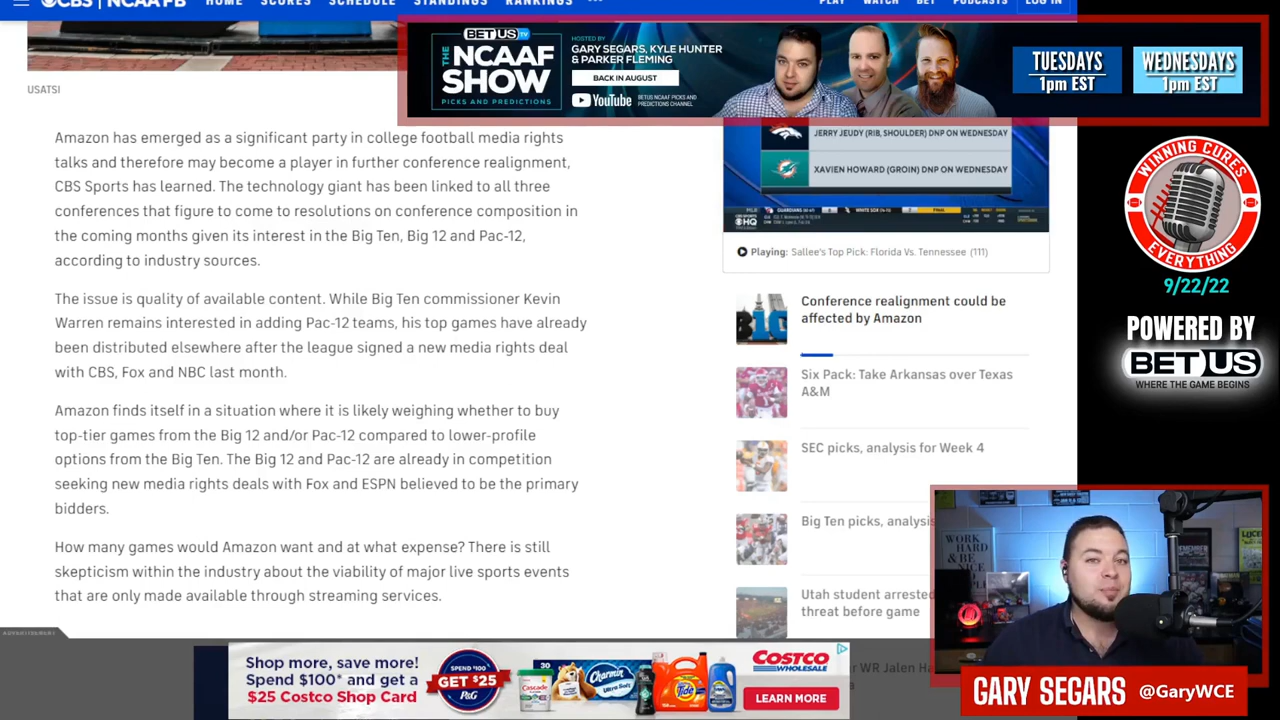 CBS | NCAA FB
HOME SCORES SCHEDULE STANDINGS RANKINGS
PLAY WATCH BET PODCASTS LOG IN
BETUS TV
THE NCAAF SHOW
PICKS AND PREDICTIONS
HOSTED BY
GARY SEGARS, KYLE HUNTER
& PARKER FLEMING
BACK IN AUGUST
YouTube
BETUS NCAAF PICKS AND
PREDICTIONS CHANNEL
TUESDAYS
1pm EST
WEDNESDAYS
1pm EST
USATSI
Amazon has emerged as a significant party in college football media rights
talks and therefore may become a player in further conference realignment,
CBS Sports has learned. The technology giant has been linked to all three
conferences that figure to come to resolutions on conference composition in
the coming months given its interest in the Big Ten, Big 12 and Pac-12,
according to industry sources.
The issue is quality of available content. While Big Ten commissioner Kevin
Warren remains interested in adding Pac-12 teams, his top games have already
been distributed elsewhere after the league signed a new media rights deal
with CBS, Fox and NBC last month.
Amazon finds itself in a situation where it is likely weighing whether to buy
top-tier games from the Big 12 and/or Pac-12 compared to lower-profile
options from the Big Ten. The Big 12 and Pac-12 are already in competition
seeking new media rights deals with Fox and ESPN believed to be the primary
bidders.
How many games would Amazon want and at what expense? There is still
skepticism within the industry about the viability of major live sports events
that are only made available through streaming services.
JERRY JEUDY (RIB, SHOULDER) DNP ON WEDNESDAY
XAVIEN HOWARD (GROIN) DNP ON WEDNESDAY
Playing: Sallee's Top Pick: Florida Vs. Tennessee (111)
Conference realignment could be
affected by Amazon
Six Pack: Take Arkansas over Texas
A&M
SEC picks, analysis for Week 4
Big Ten picks, analysis
Utah student arrested
threat before game
WR Jalen
WINNING CURES
EVERYTHING
9/22/22
POWERED BY
BETUS
WHERE THE GAME BEGINS
WORK
HARD
& BE
GARY SEGARS @GaryWCE
Shop more, save more!
Spend $100* and get a
$25 Costco Shop Card
SPEND $100
GET $25
P&G
Cascade
Charmin
Tide
COSTCO
WHOLESALE
LEARN MORE